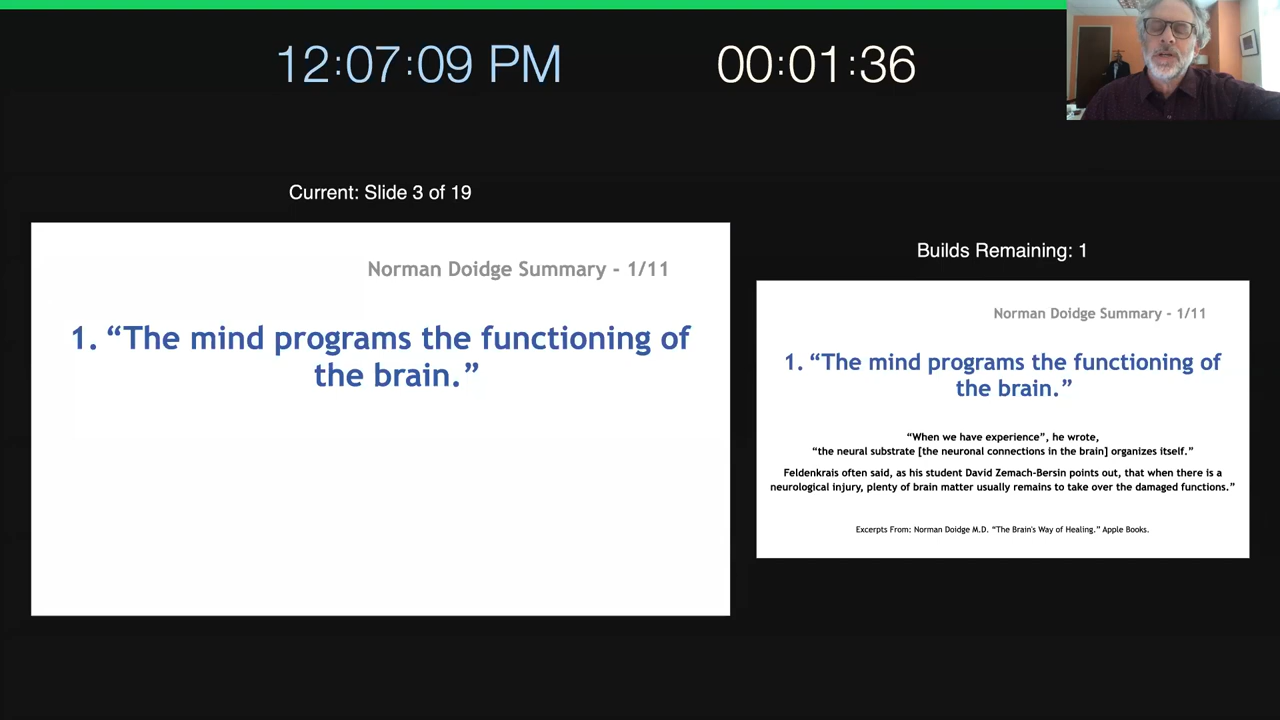 12:07:09 PM
00:01:36
Current: Slide 3 of 19
Norman Doidge Summary - 1/11
1. “The mind programs the functioning of
the brain.”
Builds Remaining: 1
Norman Doidge Summary - 1/11
1. “The mind programs the functioning of
the brain.”
“When we have experience”, he wrote,
“the neural substrate [the neuronal connections in the brain] organizes itself.”
Feldenkrais often said, as his student David Zemach-Bersin points out, that when there is a
neurological injury, plenty of brain matter usually remains to take over the damaged functions.”
Excerpts From: Norman Doidge M.D. “The Brain's Way of Healing.” Apple Books.